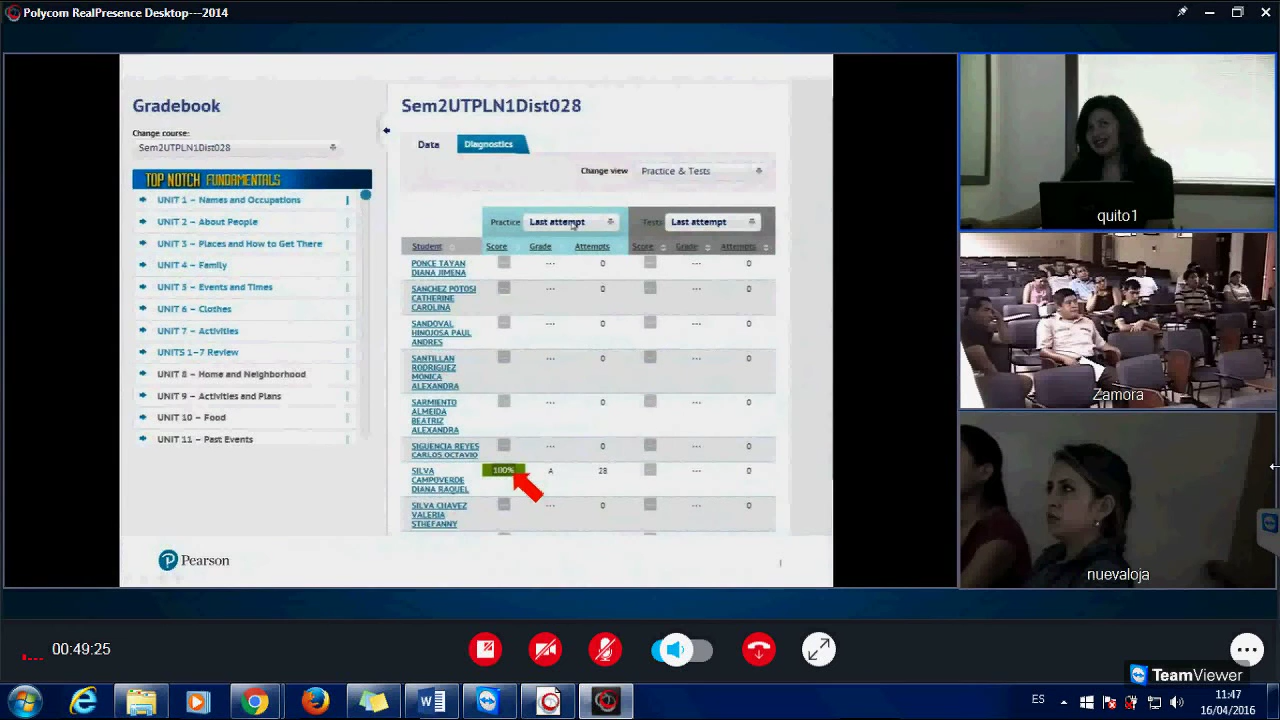 Polycom RealPresence Desktop---2014
Gradebook
Change course:
Sem2UTPLN1Dist028
TOP NOTCH FUNDAMENTALS
UNIT 1 – Names and Occupations
UNIT 2 – About People
UNIT 3 – Places and How to Get There
UNIT 4 – Family
UNIT 5 – Events and Times
UNIT 6 – Clothes
UNIT 7 – Activities
UNITS 1–7 Review
UNIT 8 – Home and Neighborhood
UNIT 9 – Activities and Plans
UNIT 10 – Food
UNIT 11 – Past Events
Sem2UTPLN1Dist028
Data Diagnostics
Change view Practice & Tests
Practice Last attempt Tests Last attempt
Student Score Grade Attempts Score Grade Attempts
PONCE TAYAN --- 0 --- 0
DIANA JIMENA
SANCHEZ POTOSI --- 0 --- 0
CATHERINE
CAROLINA
SANDOVAL --- 0 --- 0
HINOJOSA PAUL
ANDRES
SANTILLAN --- 0 --- 0
RODRIGUEZ
MONICA
ALEXANDRA
SARMIENTO --- 0 --- 0
ALMEIDA
BEATRIZ
ALEXANDRA
SIGUENCIA REYES --- 0 --- 0
CARLOS OCTAVIO
SILVA 100% A 28 --- 0
CAMPOVERDE
DIANA RAQUEL
SILVA CHAVEZ --- 0 --- 0
VALERIA
STHEFANNY
Pearson
quito1
Zamora
nuevaloja
00:49:25
TeamViewer
ES
11:47
16/04/2016